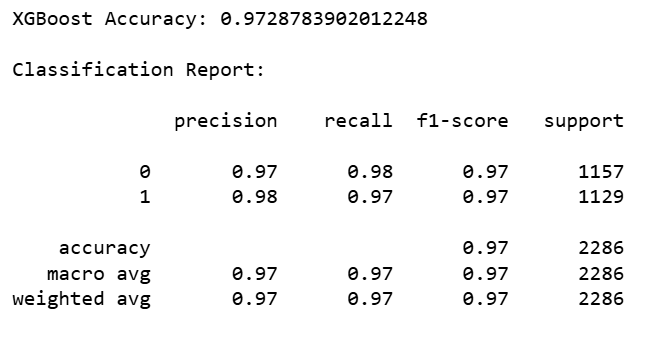 XGBoost Accuracy: 0.9728783902012248
Classification Report:
precision recall f1-score support
0 0.97 0.98 0.97 1157
1 0.98 0.97 0.97 1129
accuracy 0.97 2286
macro avg 0.97 0.97 0.97 2286
weighted avg 0.97 0.97 0.97 2286